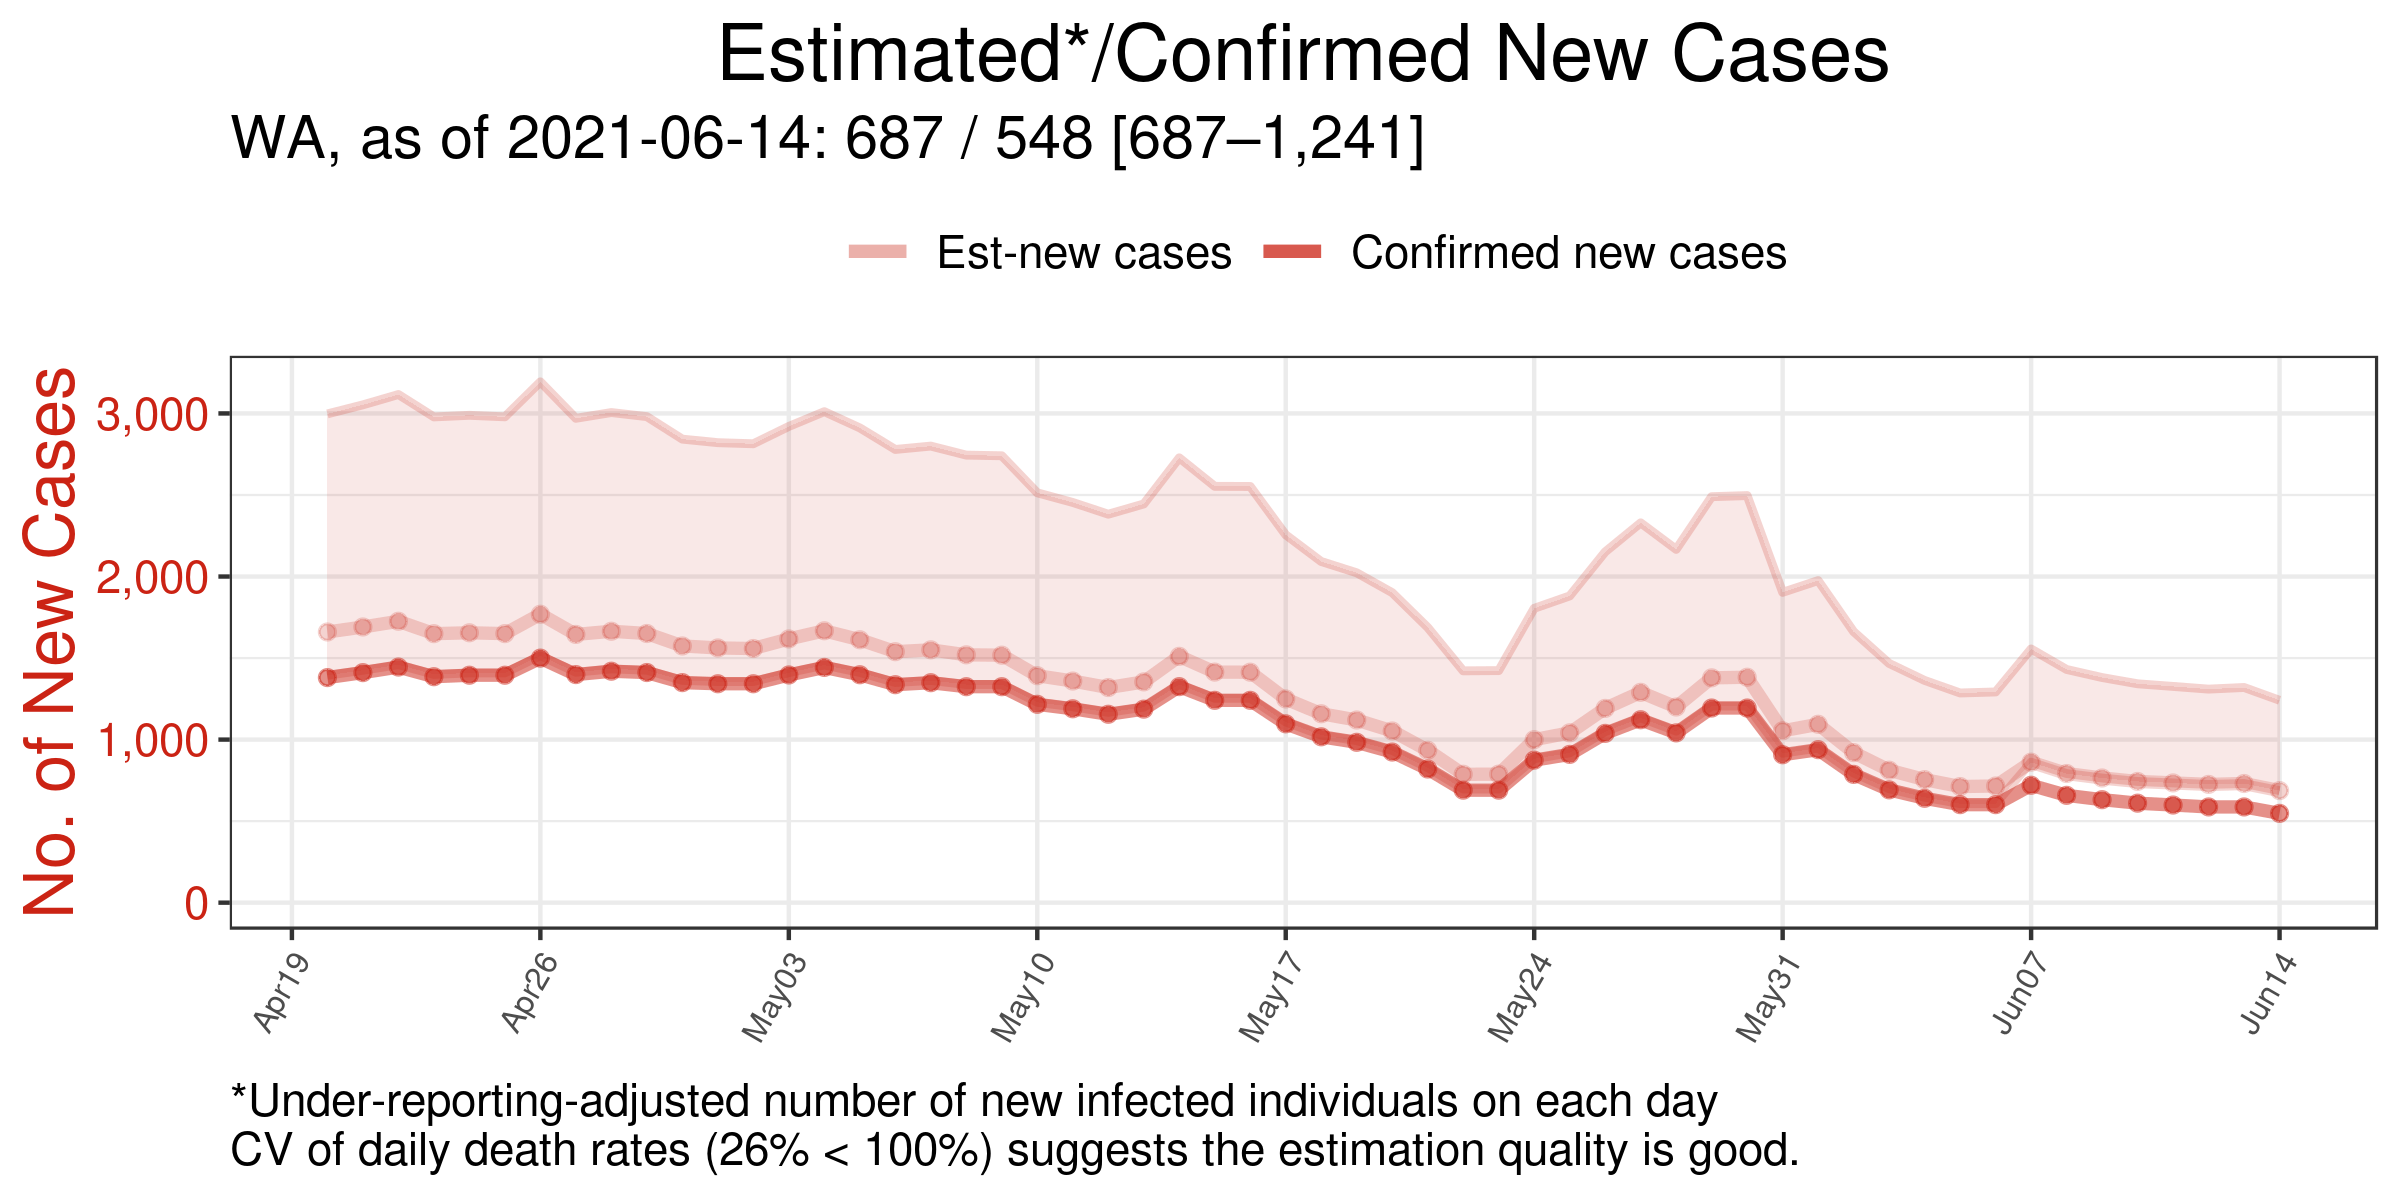 Estimated*/Confirmed New Cases
WA, as of 2021-06-14: 687 / 548 [687–1,241]
Est-new cases Confirmed new cases
No. of New Cases
3,000
2,000
1,000
0
Apr19 Apr26 May03 May10 May17 May24 May31 Jun07 Jun14
*Under-reporting-adjusted number of new infected individuals on each day
CV of daily death rates (26% < 100%) suggests the estimation quality is good.